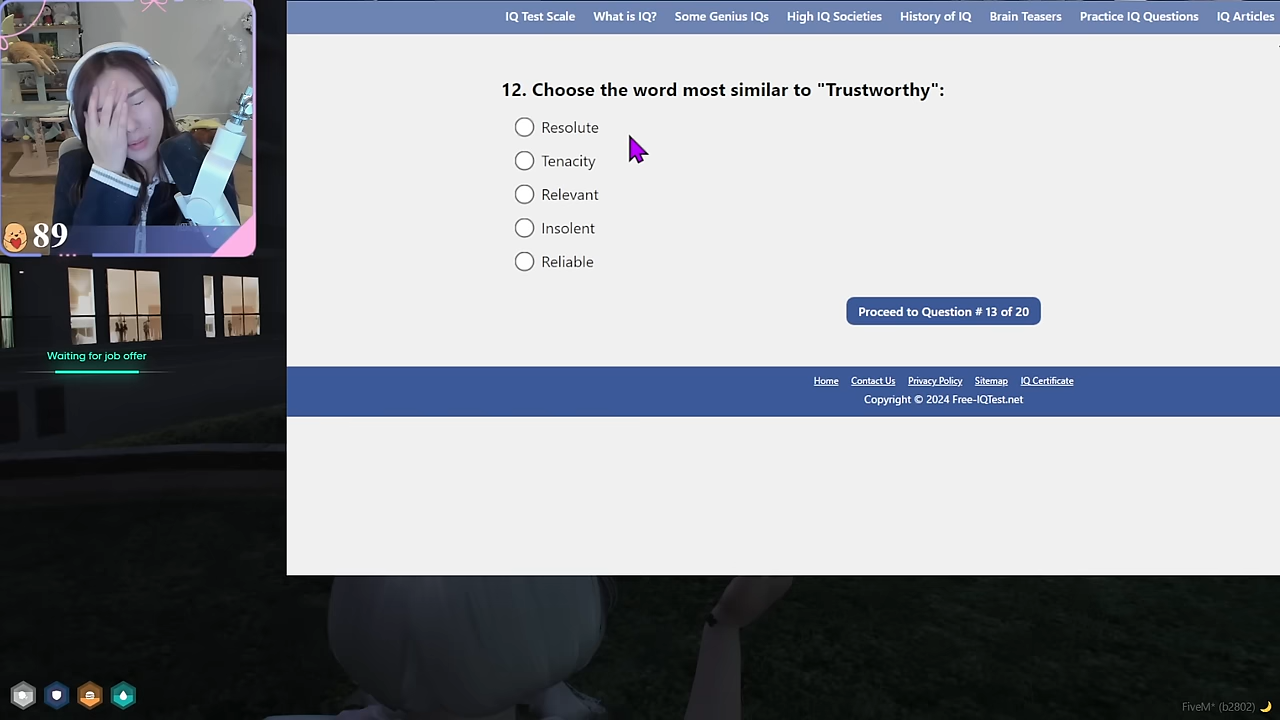 IQ Test Scale What is IQ? Some Genius IQs High IQ Societies History of IQ Brain Teasers Practice IQ Questions IQ Articles
12. Choose the word most similar to "Trustworthy":
Resolute
Tenacity
Relevant
Insolent
Reliable
Proceed to Question # 13 of 20
Home Contact Us Privacy Policy Sitemap IQ Certificate
Copyright © 2024 Free-IQTest.net
89
Waiting for job offer
FiveM* (b2802)